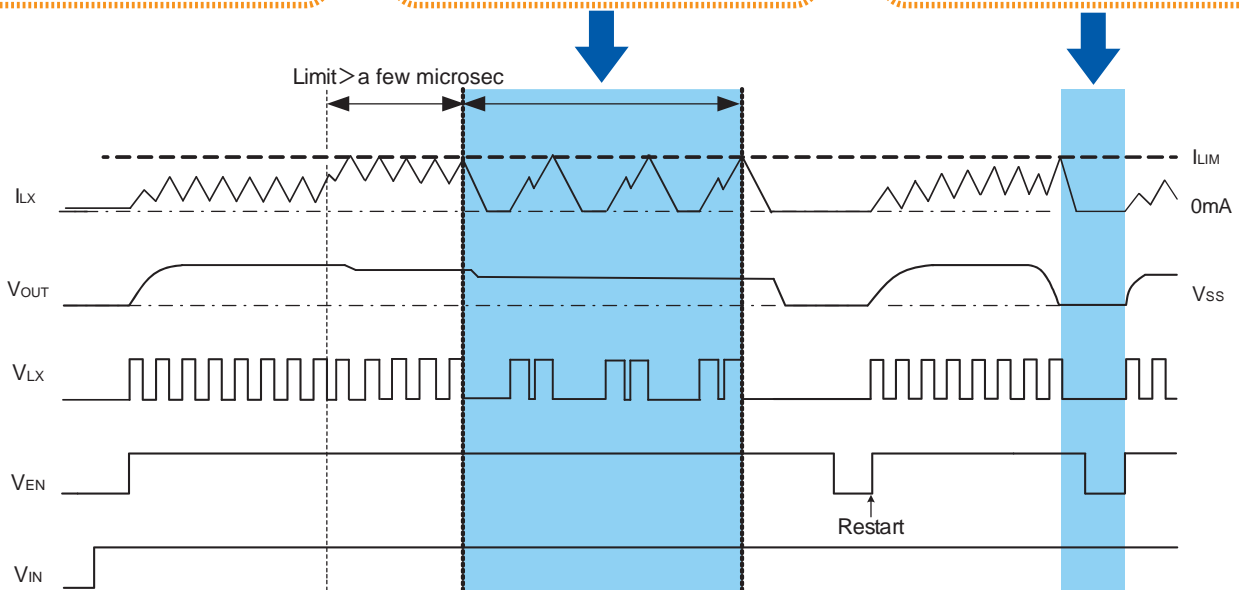 Limit＞a few microsec
ILX
ILIM
0mA
VOUT
VSS
VLX
VEN
Restart
VIN